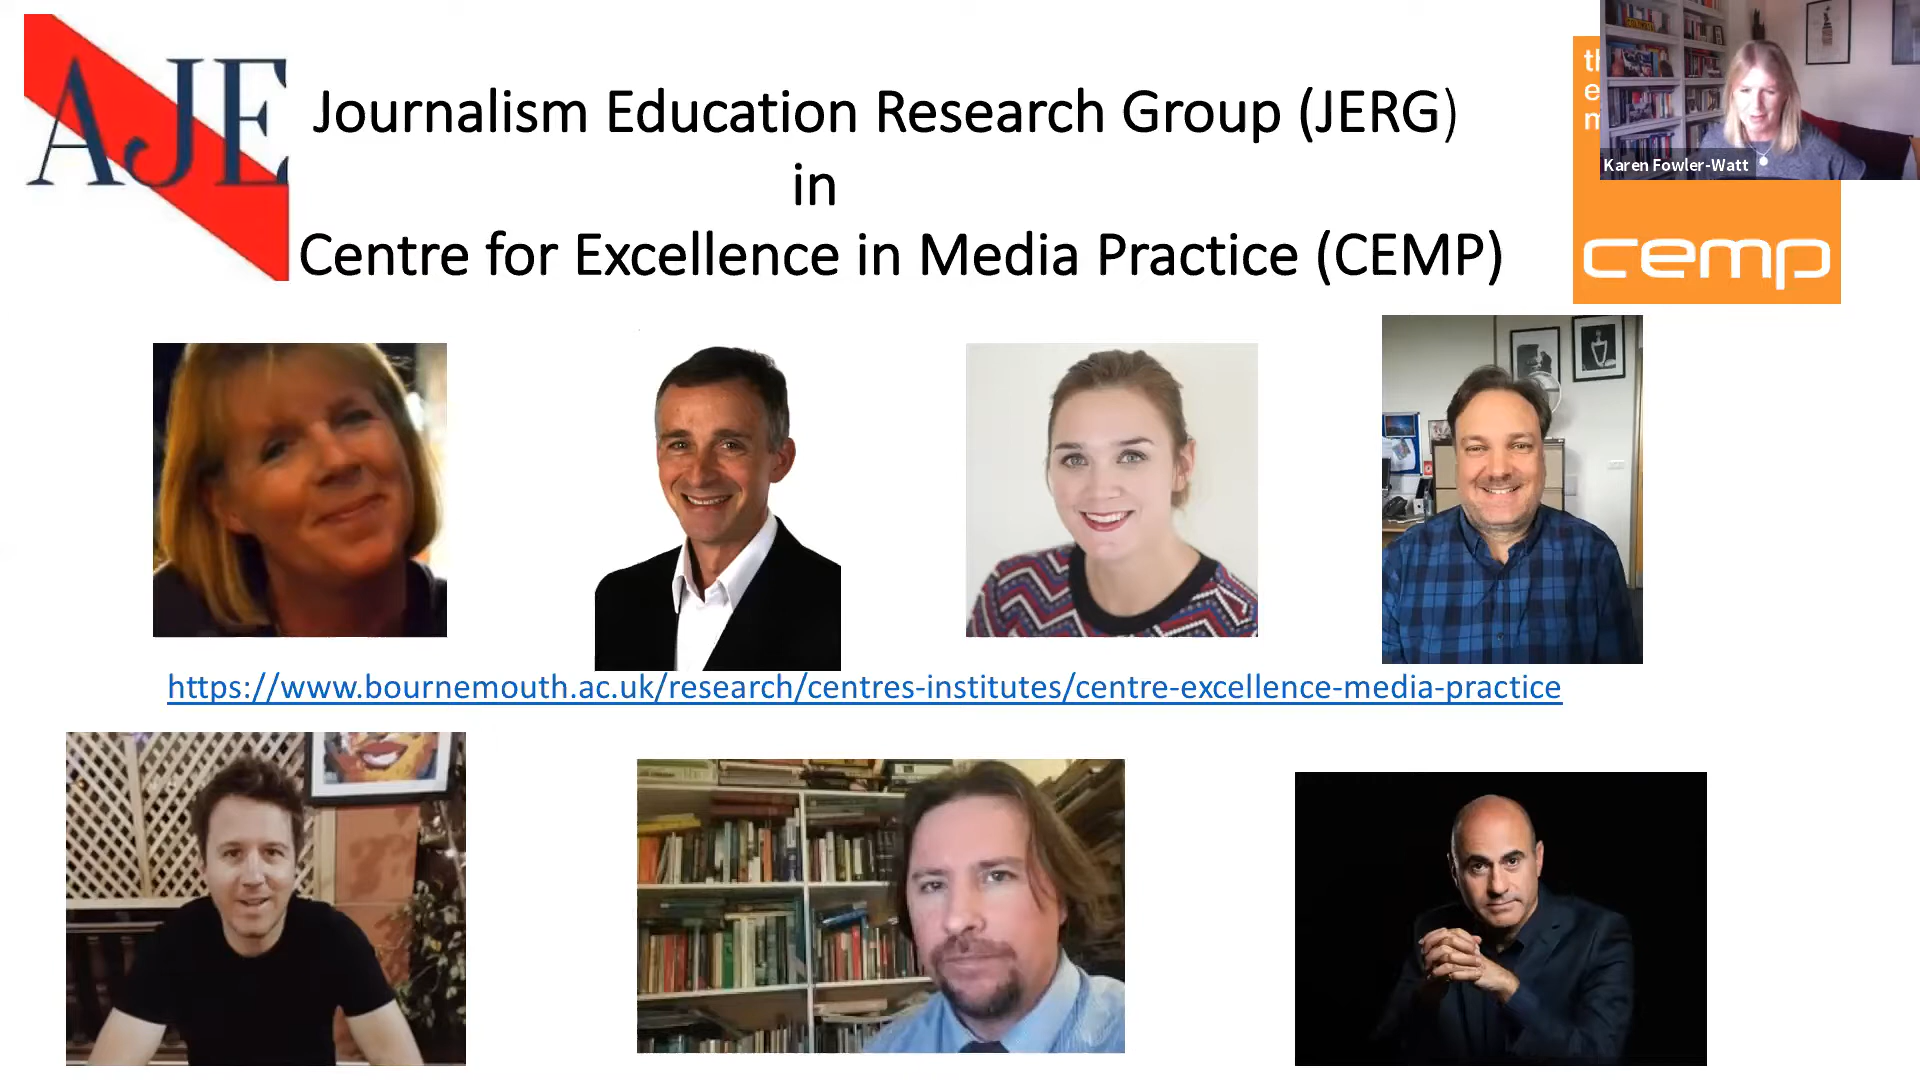 AJE
Journalism Education Research Group (JERG)
in
Centre for Excellence in Media Practice (CEMP)
cemp
Karen Fowler-Watt
https://www.bournemouth.ac.uk/research/centres-institutes/centre-excellence-media-practice